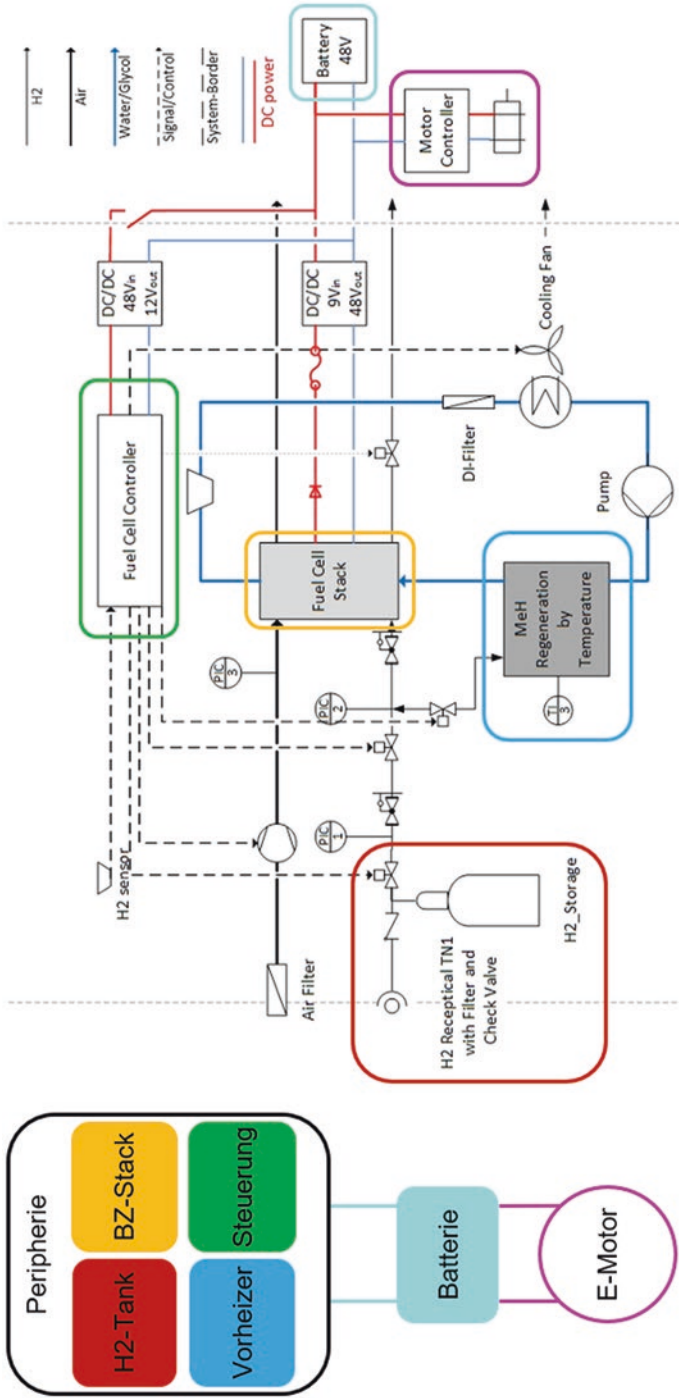 Peripherie
H2-Tank
BZ-Stack
Vorheizer
Steuerung
Batterie
E-Motor
Air Filter
H2 sensor
H2 Receptical TN1
with Filter and
Check Valve
H2_Storage
PIC
1
PIC
2
PIC
3
TI
3
Fuel Cell Controller
Fuel Cell
Stack
MeH
Regeneration
by
Temperature
Pump
DI-Filter
Cooling Fan
DC/DC
48Vin
12Vout
DC/DC
9Vin
48Vout
Battery
48V
Motor
Controller
H2
Air
Water/Glycol
Signal/Control
System-Border
DC power